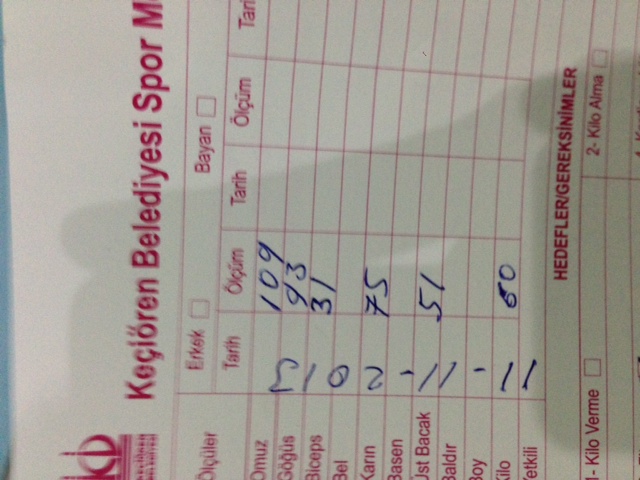 Keçiören Belediyesi Spor M
Erkek Bayan
Ölçüler Tarih Ölçüm Tarih Ölçüm Tari
Omuz 109
Göğüs 93
Biceps 31
Bel
Karın 75
Basen
Üst Bacak 51
Baldır
Boy
Kilo 60
Yetkili
HEDEFLER/GEREKSİNİMLER
1- Kilo Verme 2- Kilo Alma